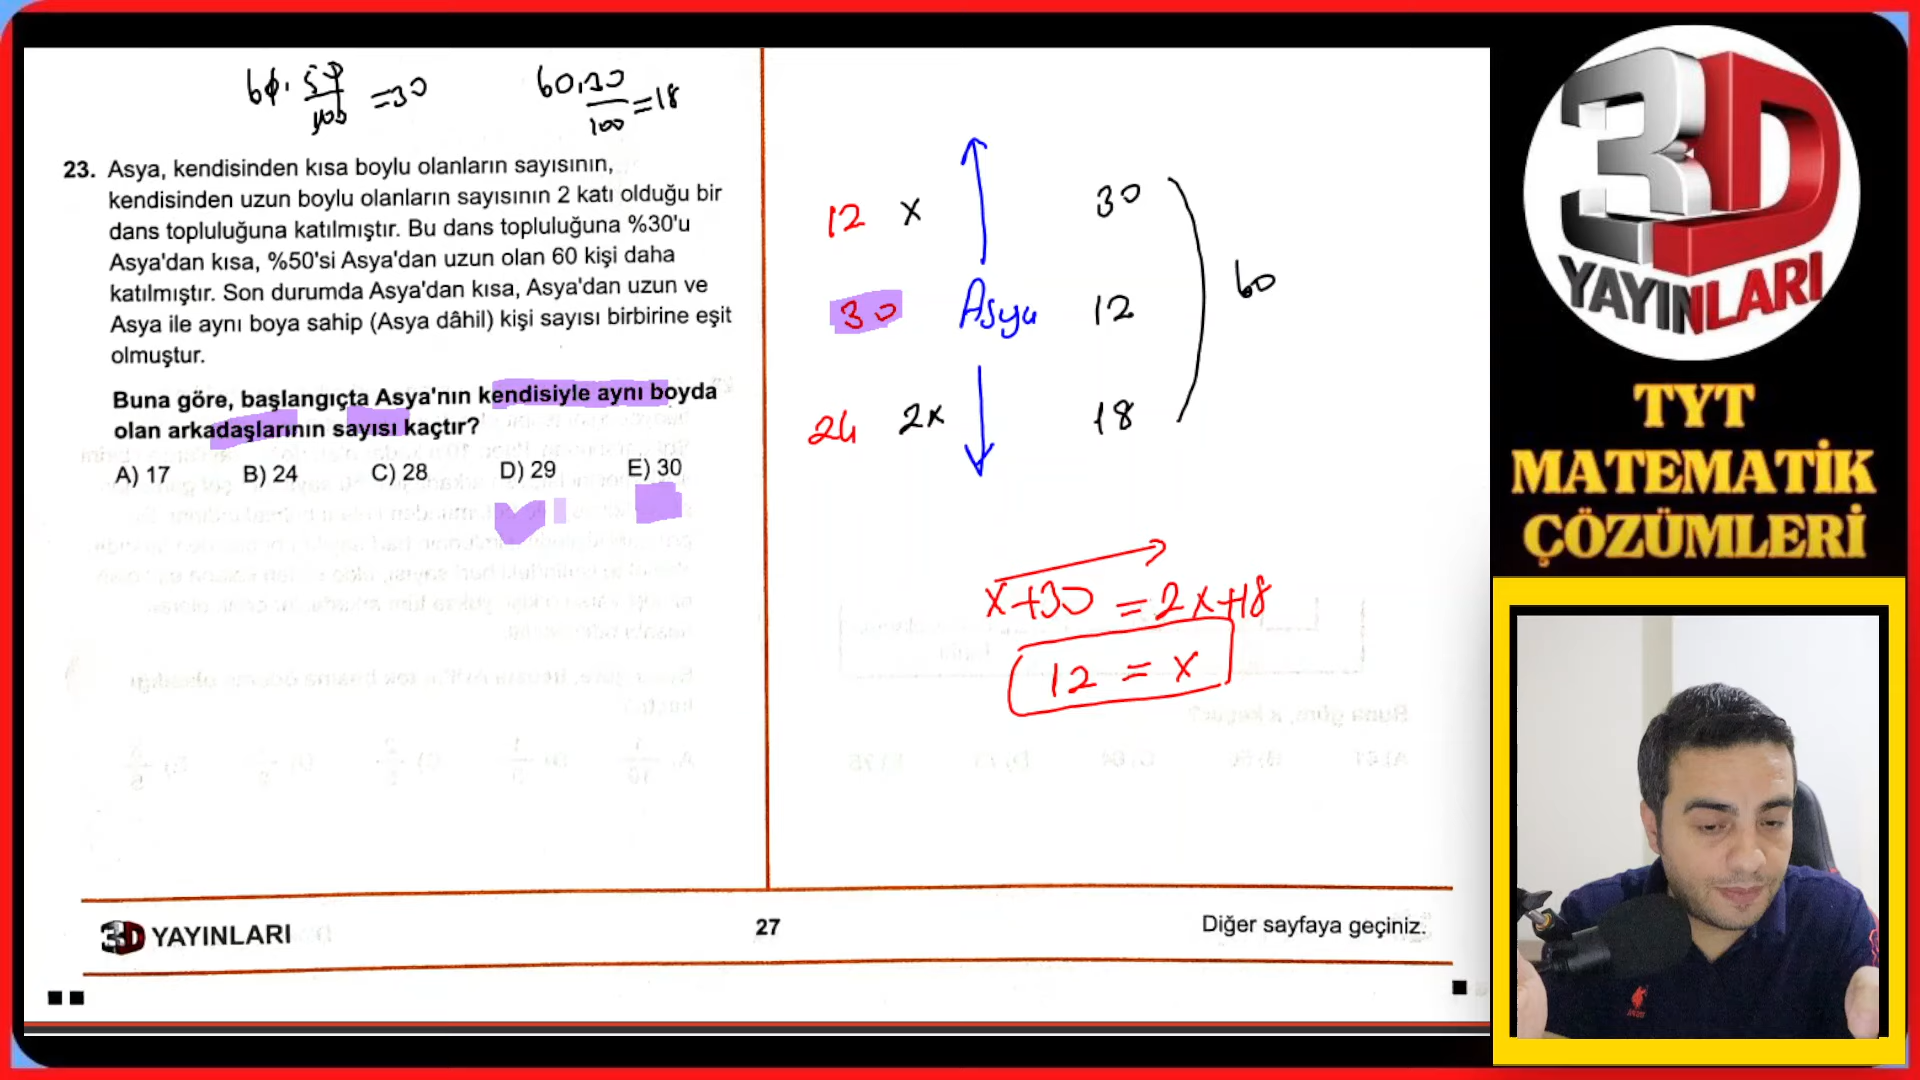 60.50/100 = 30
60.30/100 = 18
23. Asya, kendisinden kısa boylu olanların sayısının,
kendisinden uzun boylu olanların sayısının 2 katı olduğu bir
dans topluluğuna katılmıştır. Bu dans topluluğuna %30'u
Asya'dan kısa, %50'si Asya'dan uzun olan 60 kişi daha
katılmıştır. Son durumda Asya'dan kısa, Asya'dan uzun ve
Asya ile aynı boya sahip (Asya dâhil) kişi sayısı birbirine eşit
olmuştur.
Buna göre, başlangıçta Asya'nın kendisiyle aynı boyda
olan arkadaşlarının sayısı kaçtır?
A) 17 B) 24 C) 28 D) 29 E) 30
12 x 30
30 Asya 12 60
24 2x 18
x+30 = 2x+18
12 = x
3D YAYINLARI
27
Diğer sayfaya geçiniz.
3D
YAYINLARI
TYT
MATEMATİK
ÇÖZÜMLERİ